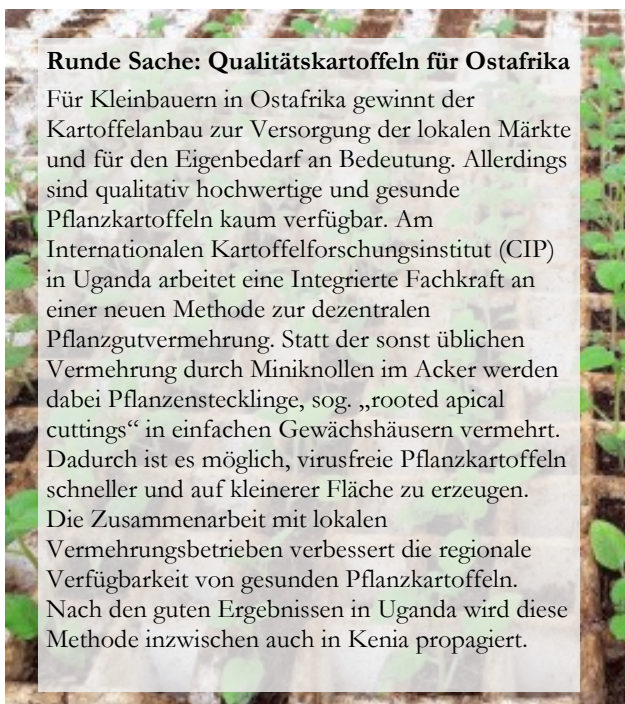 Runde Sache: Qualitätskartoffeln für Ostafrika
Für Kleinbauern in Ostafrika gewinnt der
Kartoffelanbau zur Versorgung der lokalen Märkte
und für den Eigenbedarf an Bedeutung. Allerdings
sind qualitativ hochwertige und gesunde
Pflanzkartoffeln kaum verfügbar. Am
Internationalen Kartoffelforschungsinstitut (CIP)
in Uganda arbeitet eine Integrierte Fachkraft an
einer neuen Methode zur dezentralen
Pflanzgutvermehrung. Statt der sonst üblichen
Vermehrung durch Miniknollen im Acker werden
dabei Pflanzenstecklinge, sog. „rooted apical
cuttings“ in einfachen Gewächshäusern vermehrt.
Dadurch ist es möglich, virusfreie Pflanzkartoffeln
schneller und auf kleinerer Fläche zu erzeugen.
Die Zusammenarbeit mit lokalen
Vermehrungsbetrieben verbessert die regionale
Verfügbarkeit von gesunden Pflanzkartoffeln.
Nach den guten Ergebnissen in Uganda wird diese
Methode inzwischen auch in Kenia propagiert.